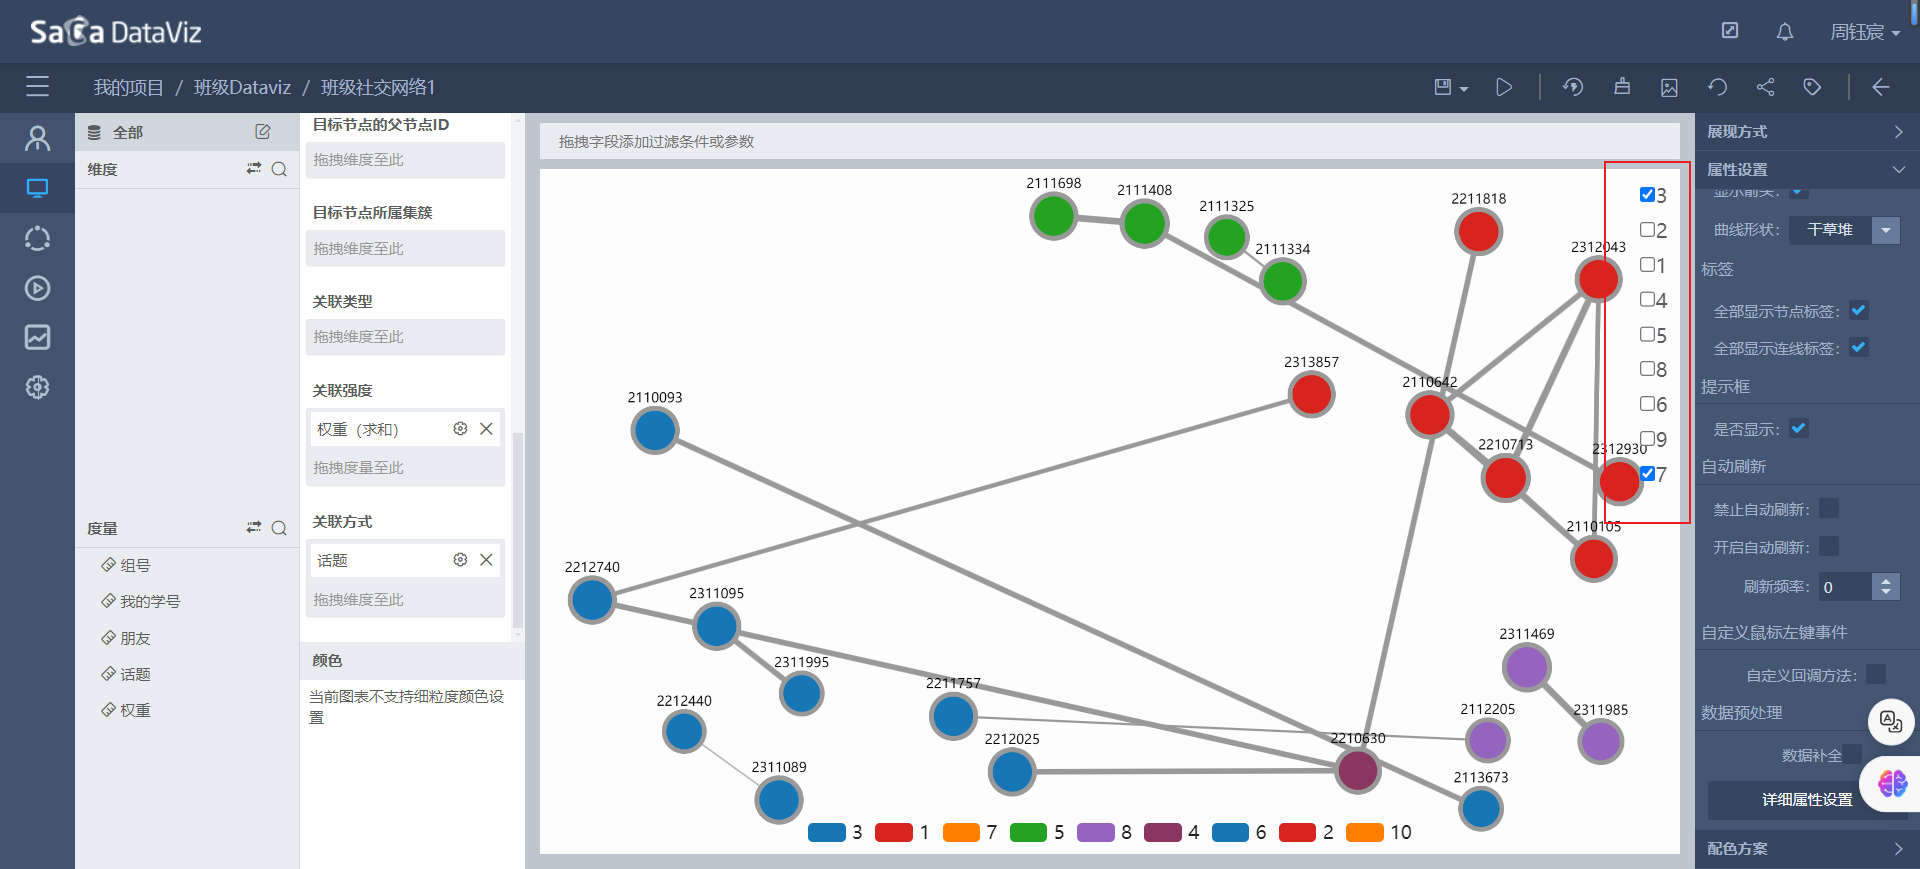 SaCa DataViz
周钰宸
我的项目 / 班级Dataviz / 班级社交网络1
全部
维度
度量
组号
我的学号
朋友
话题
权重
目标节点的父节点ID
拖拽维度至此
目标节点所属集簇
拖拽维度至此
关联类型
拖拽维度至此
关联强度
权重（求和）
拖拽度量至此
关联方式
话题
拖拽维度至此
颜色
当前图表不支持细粒度颜色设
置
拖拽字段添加过滤条件或参数
2111698
2111408
2111325
2111334
2211818
2312043
2313857
2110642
2110093
2210713
2312930
2110105
2212740
2311095
2311995
2311469
2212440
2211757
2112205
2311985
2212025
2210630
2311089
2113673
3
2
1
4
5
8
6
9
7
3 1 7 5 8 4 6 2 10
展现方式
属性设置
显示箭头:
曲线形状: 干草堆
标签
全部显示节点标签:
全部显示连线标签:
提示框
是否显示:
自动刷新
禁止自动刷新:
开启自动刷新:
刷新频率: 0
自定义鼠标左键事件
自定义回调方法:
数据预处理
数据补全
详细属性设置
配色方案